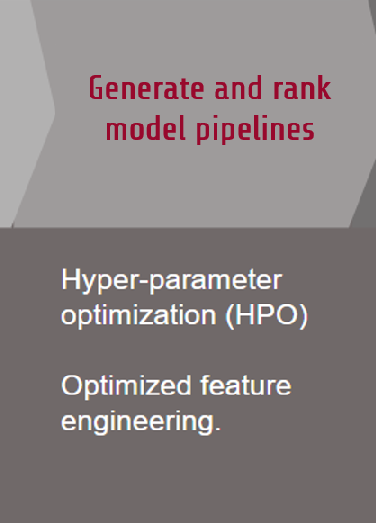 Generate and rank
model pipelines
Hyper-parameter
optimization (HPO)
Optimized feature
engineering.